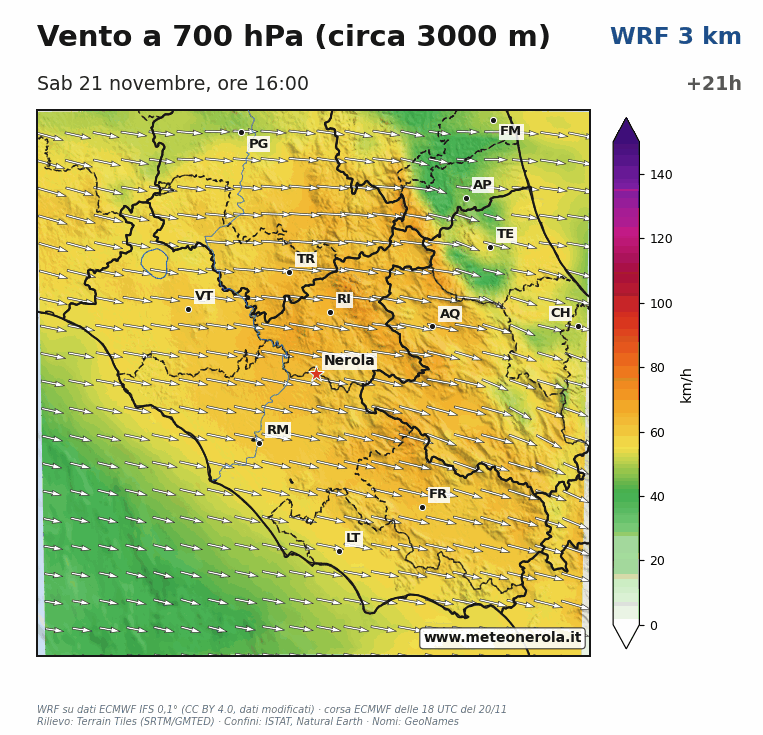 Vento a 700 hPa (circa 3000 m)
WRF 3 km
Sab 21 novembre, ore 16:00
+21h
FM
PG
AP
TE
TR
VT
RI
AQ
CH
Nerola
RM
FR
LT
www.meteonerola.it
140
120
100
80
60
40
20
0
km/h
WRF su dati ECMWF IFS 0,1° (CC BY 4.0, dati modificati) · corsa ECMWF delle 18 UTC del 20/11
Rilievo: Terrain Tiles (SRTM/GMTED) · Confini: ISTAT, Natural Earth · Nomi: GeoNames